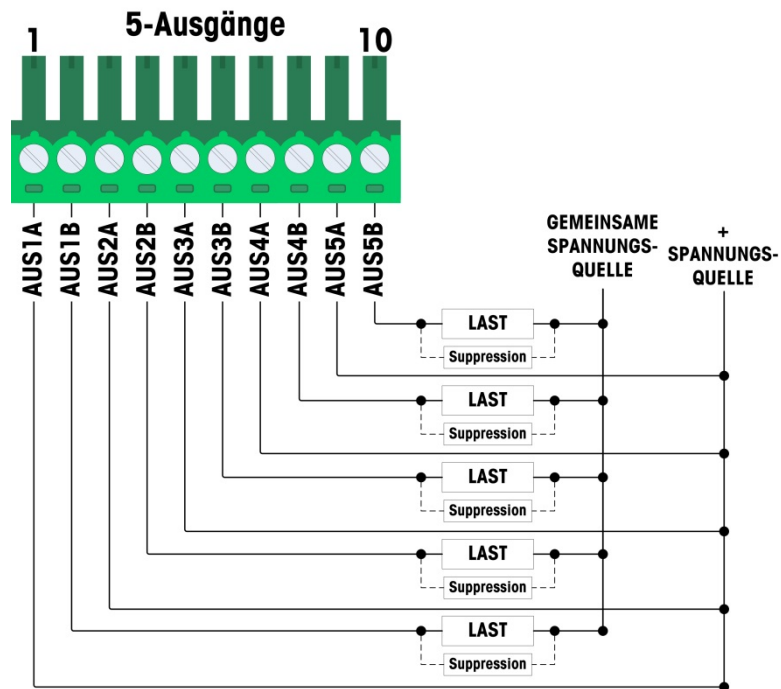 5-Ausgänge
1
10
AUS1A
AUS1B
AUS2A
AUS2B
AUS3A
AUS3B
AUS4A
AUS4B
AUS5A
AUS5B
GEMEINSAME
SPANNUNGS-
QUELLE
+
SPANNUNGS-
QUELLE
LAST
Suppression
LAST
Suppression
LAST
Suppression
LAST
Suppression
LAST
Suppression